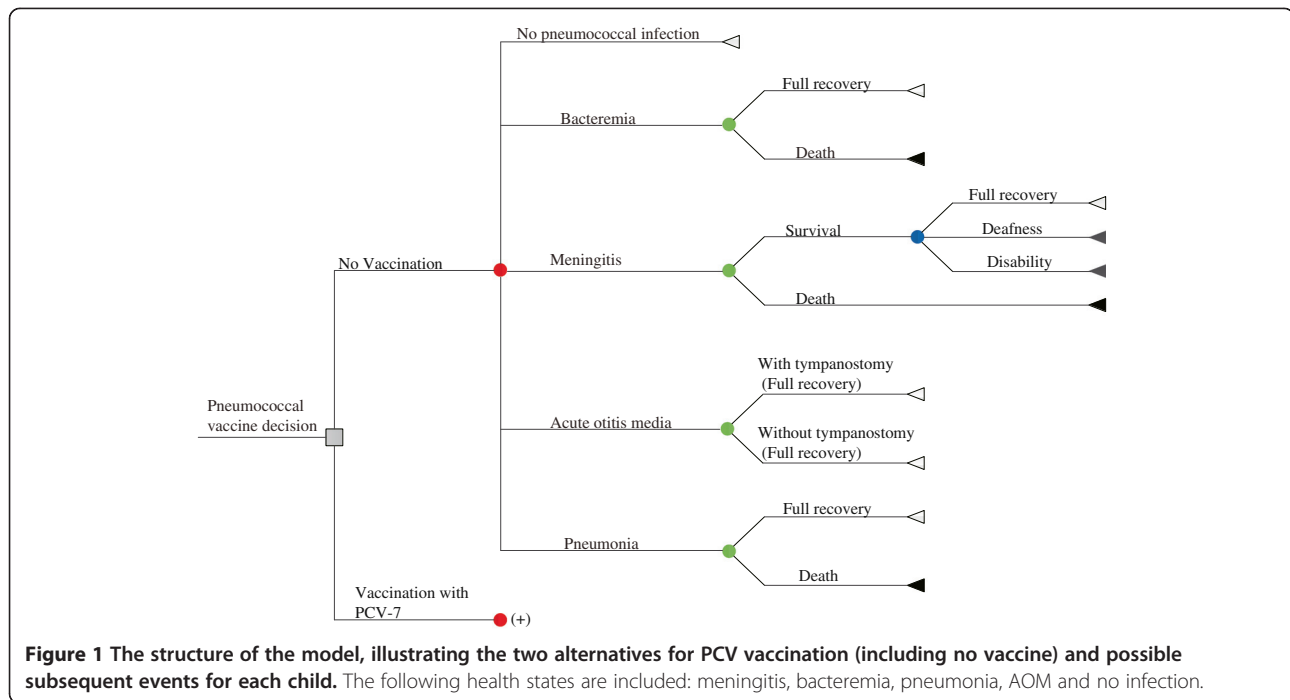 No pneumococcal infection
Full recovery
Bacteremia
Death
Full recovery
Survival
Deafness
No Vaccination
Meningitis
Disability
Death
With tympanostomy
(Full recovery)
Pneumococcal
vaccine decision
Acute otitis media
Without tympanostomy
(Full recovery)
Full recovery
Pneumonia
Death
Vaccination with
PCV-7
(+)
Figure 1 The structure of the model, illustrating the two alternatives for PCV vaccination (including no vaccine) and possible
subsequent events for each child. The following health states are included: meningitis, bacteremia, pneumonia, AOM and no infection.